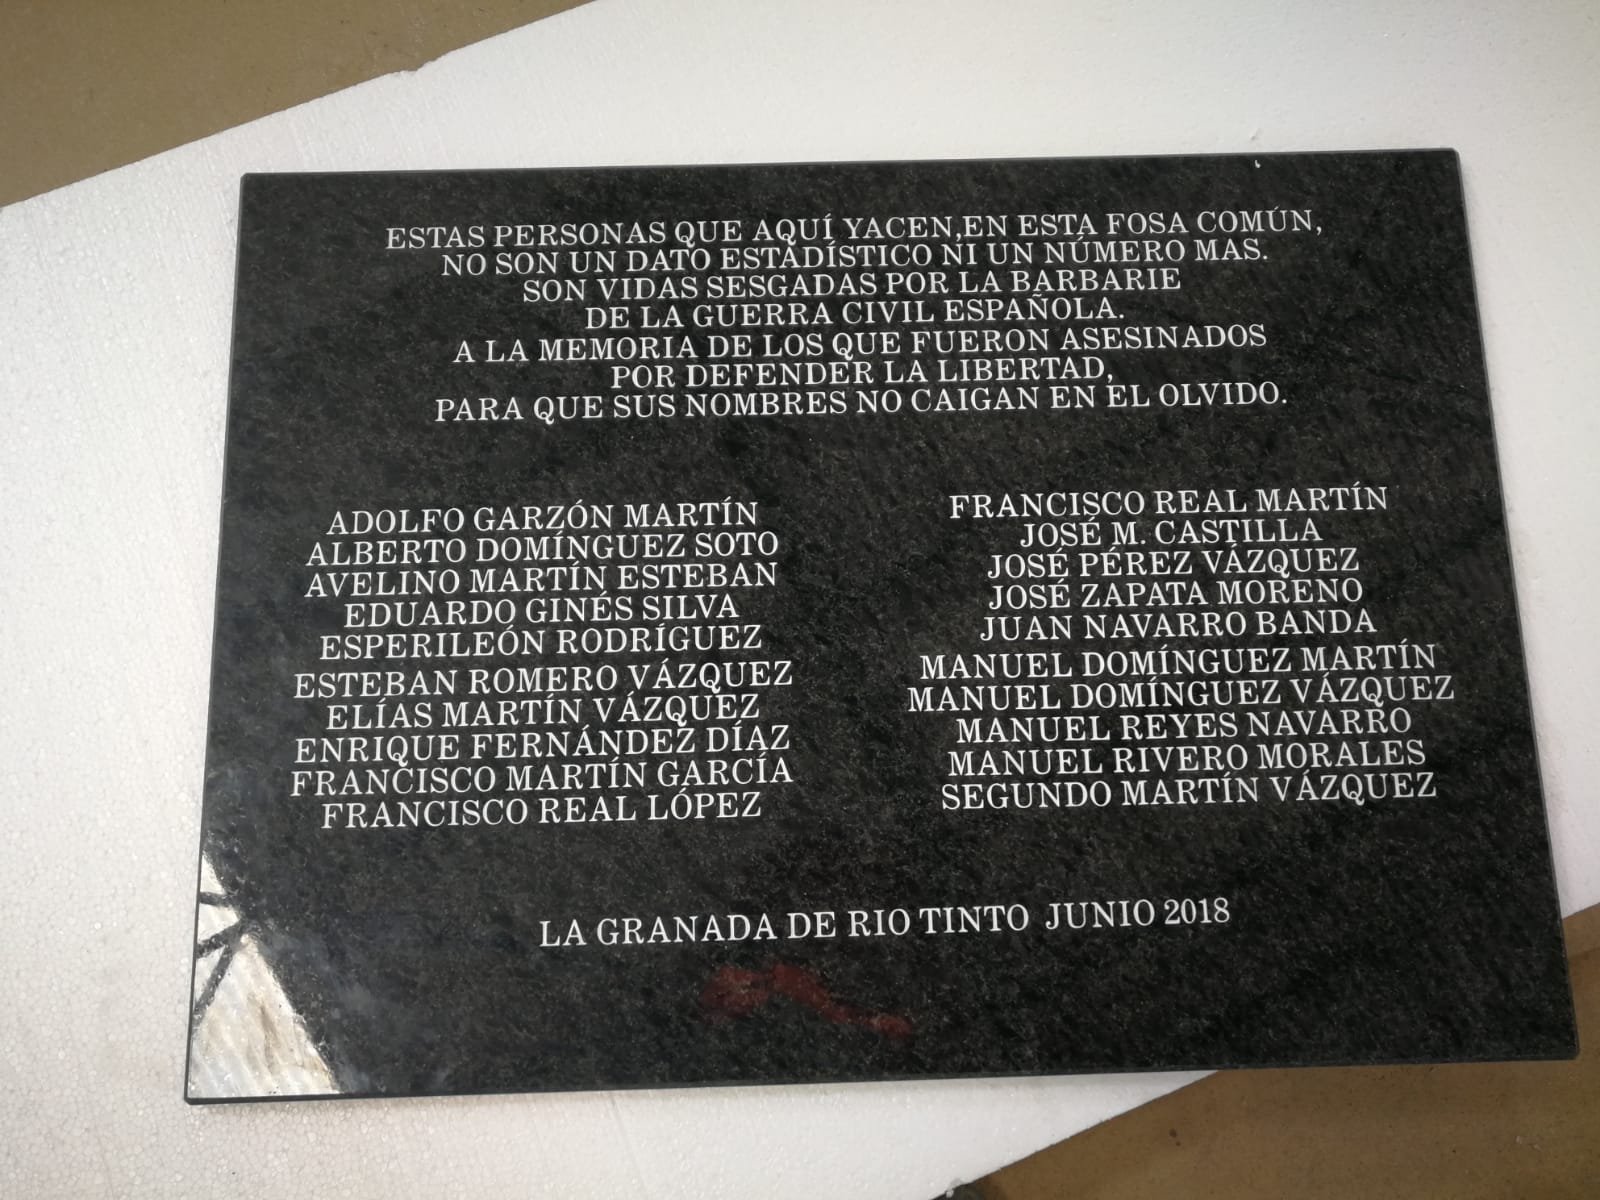 ESTAS PERSONAS QUE AQUÍ YACEN,EN ESTA FOSA COMÚN,
NO SON UN DATO ESTADÍSTICO NI UN NÚMERO MAS.
SON VIDAS SESGADAS POR LA BARBARIE
DE LA GUERRA CIVIL ESPAÑOLA.
A LA MEMORIA DE LOS QUE FUERON ASESINADOS
POR DEFENDER LA LIBERTAD,
PARA QUE SUS NOMBRES NO CAIGAN EN EL OLVIDO.
ADOLFO GARZÓN MARTÍN
ALBERTO DOMÍNGUEZ SOTO
AVELINO MARTÍN ESTEBAN
EDUARDO GINÉS SILVA
ESPERILEÓN RODRÍGUEZ
ESTEBAN ROMERO VÁZQUEZ
ELÍAS MARTÍN VÁZQUEZ
ENRIQUE FERNÁNDEZ DÍAZ
FRANCISCO MARTÍN GARCÍA
FRANCISCO REAL LÓPEZ
FRANCISCO REAL MARTÍN
JOSÉ M. CASTILLA
JOSÉ PÉREZ VÁZQUEZ
JOSÉ ZAPATA MORENO
JUAN NAVARRO BANDA
MANUEL DOMÍNGUEZ MARTÍN
MANUEL DOMÍNGUEZ VÁZQUEZ
MANUEL REYES NAVARRO
MANUEL RIVERO MORALES
SEGUNDO MARTÍN VÁZQUEZ
LA GRANADA DE RIO TINTO JUNIO 2018